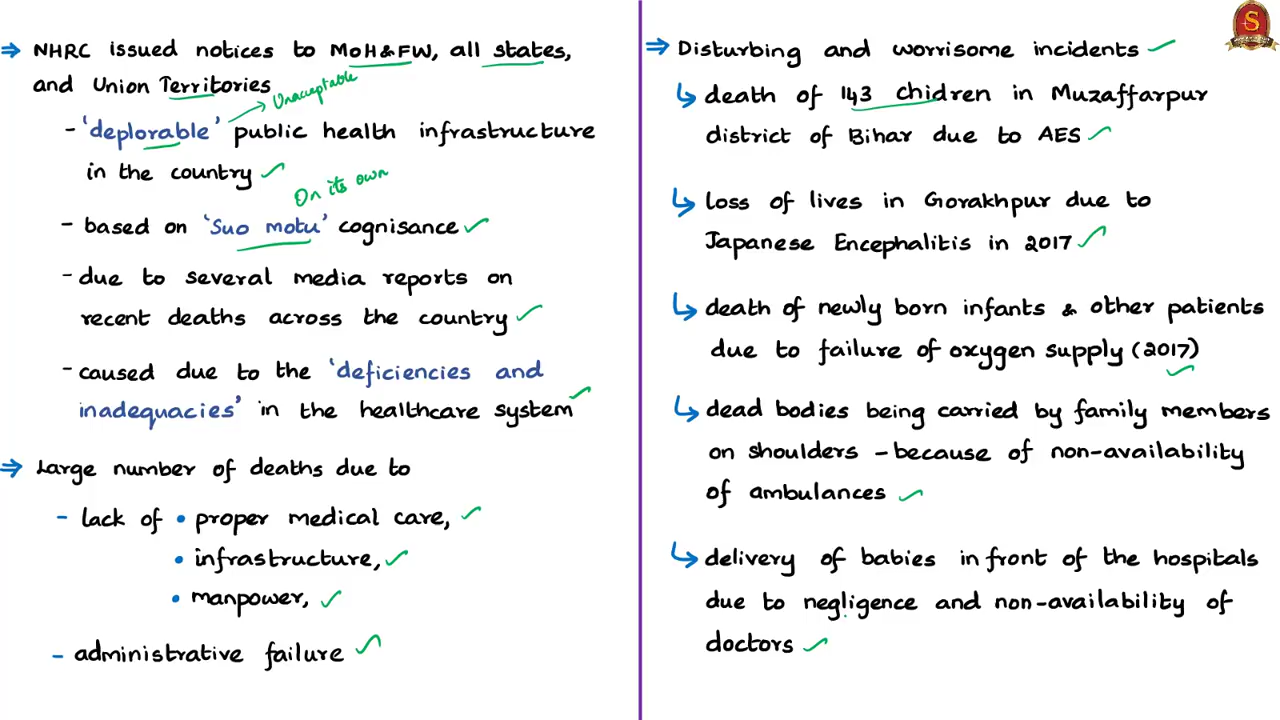 ⇒ NHRC issued notices to MoH&FW, all states,
and Union Territories
→ Unacceptable
- 'deplorable' public health infrastructure
in the country
On its own
- based on 'Suo motu' cognisance
- due to several media reports on
recent deaths across the country
- caused due to the 'deficiencies and
inadequacies' in the healthcare system
⇒ Large number of deaths due to
- lack of • proper medical care,
• infrastructure,
• manpower,
- administrative failure
⇒ Disturbing and worrisome incidents
↳ death of 143 chidren in Muzaffarpur
district of Bihar due to AES
↳ loss of lives in Gorakhpur due to
Japanese Encephalitis in 2017
↳ death of newly born infants & other patients
due to failure of oxygen supply (2017)
↳ dead bodies being carried by family members
on shoulders - because of non-availability
of ambulances
↳ delivery of babies in front of the hospitals
due to negligence and non-availability of
doctors